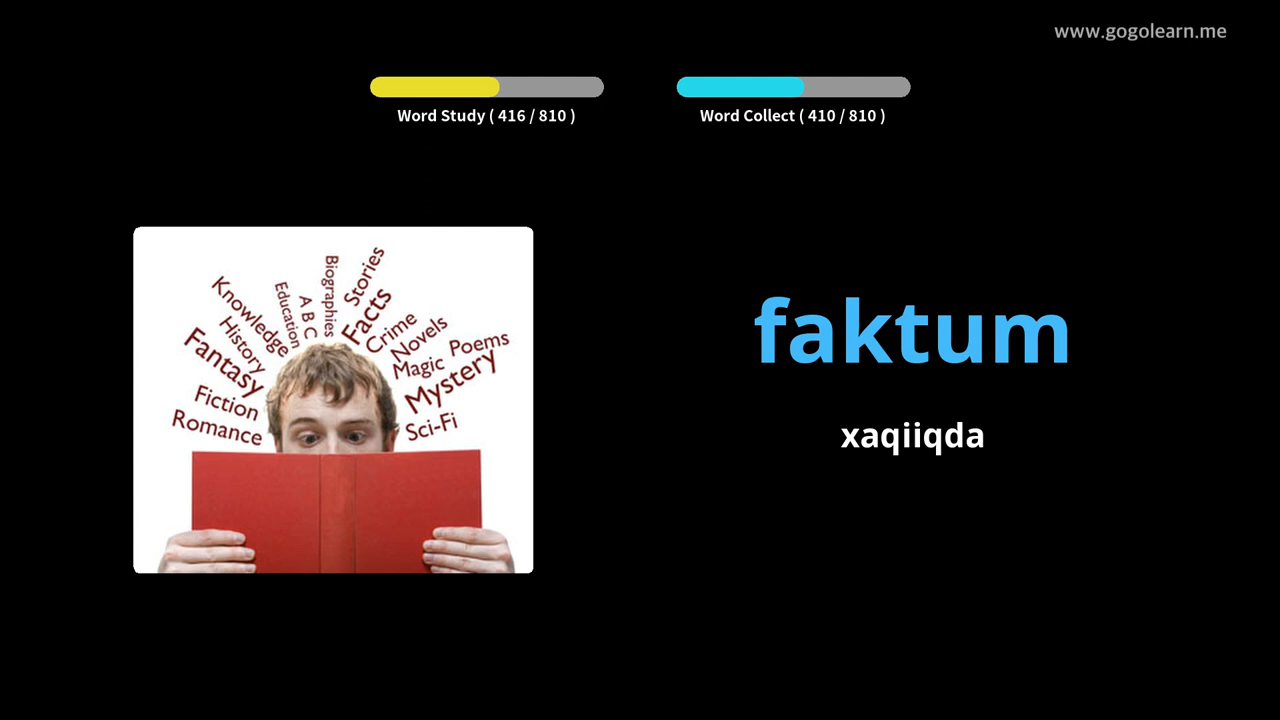 www.gogolearn.me
Word Study ( 416 / 810 )
Word Collect ( 410 / 810 )
Knowledge
Education
A B C
Biographies
Stories
Facts
Crime
Novels
Poems
Magic
Mystery
Sci-Fi
History
Fantasy
Fiction
Romance
faktum
xaqiiqda